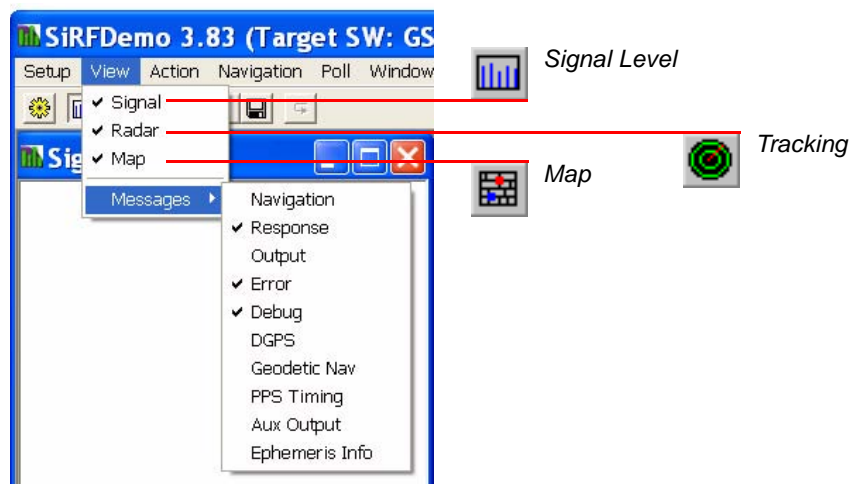 SiRFDemo 3.83 (Target SW: GS
Setup View Action Navigation Poll Window
Signal
Radar
Map
Messages
Sig
Navigation
Response
Output
Error
Debug
DGPS
Geodetic Nav
PPS Timing
Aux Output
Ephemeris Info
Signal Level
Tracking
Map